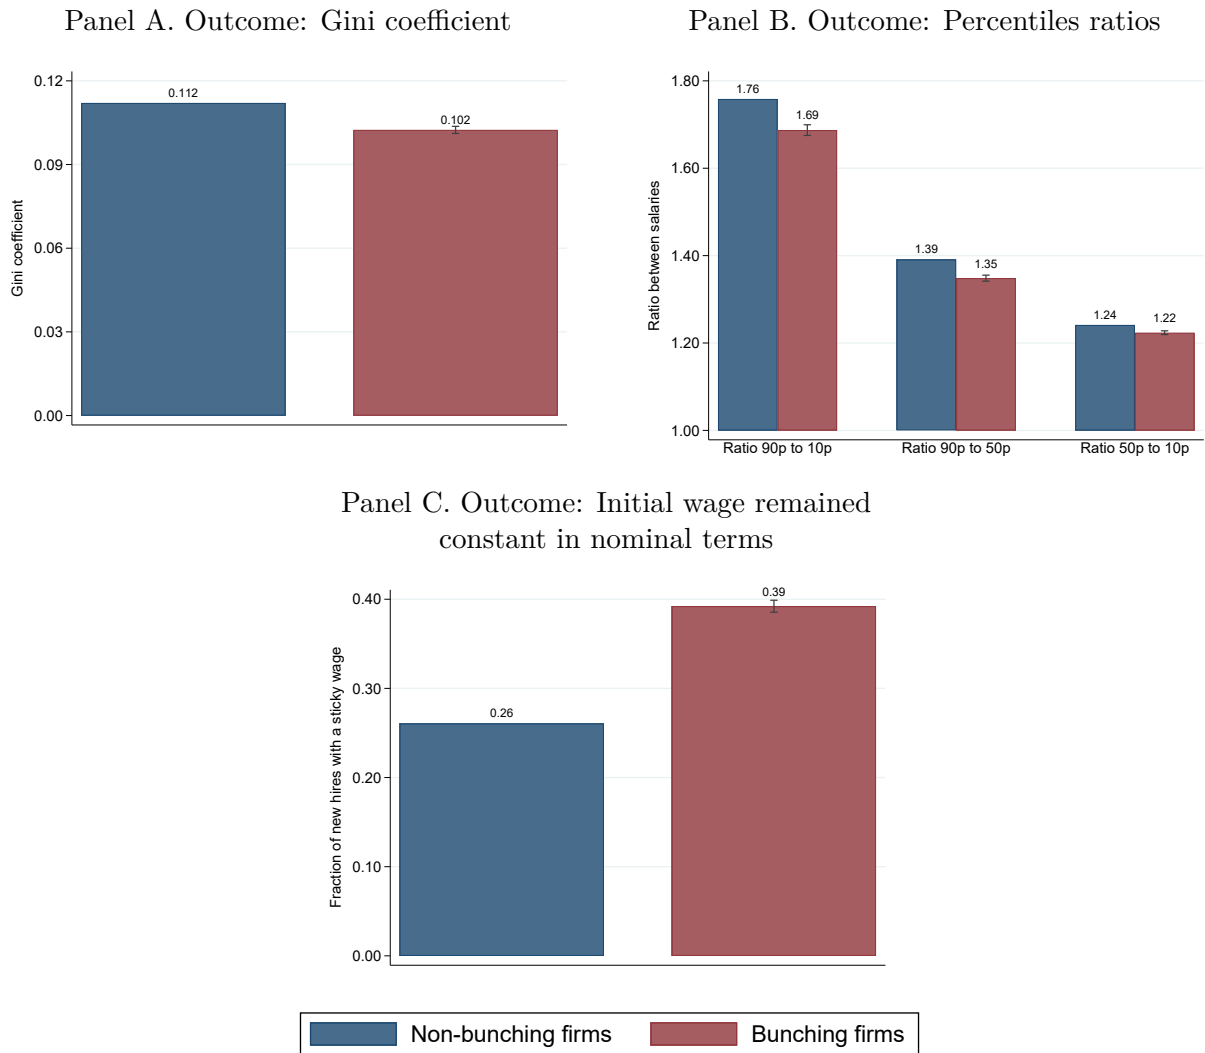 Panel A. Outcome: Gini coefficient
Gini coefficient
0.12
0.09
0.06
0.03
0.00
0.112
0.102
Panel B. Outcome: Percentiles ratios
Ratio between salaries
1.80
1.60
1.40
1.20
1.00
1.76
1.69
1.39
1.35
1.24
1.22
Ratio 90p to 10p
Ratio 90p to 50p
Ratio 50p to 10p
Panel C. Outcome: Initial wage remained
constant in nominal terms
Fraction of new hires with a sticky wage
0.40
0.30
0.20
0.10
0.00
0.26
0.39
Non-bunching firms
Bunching firms